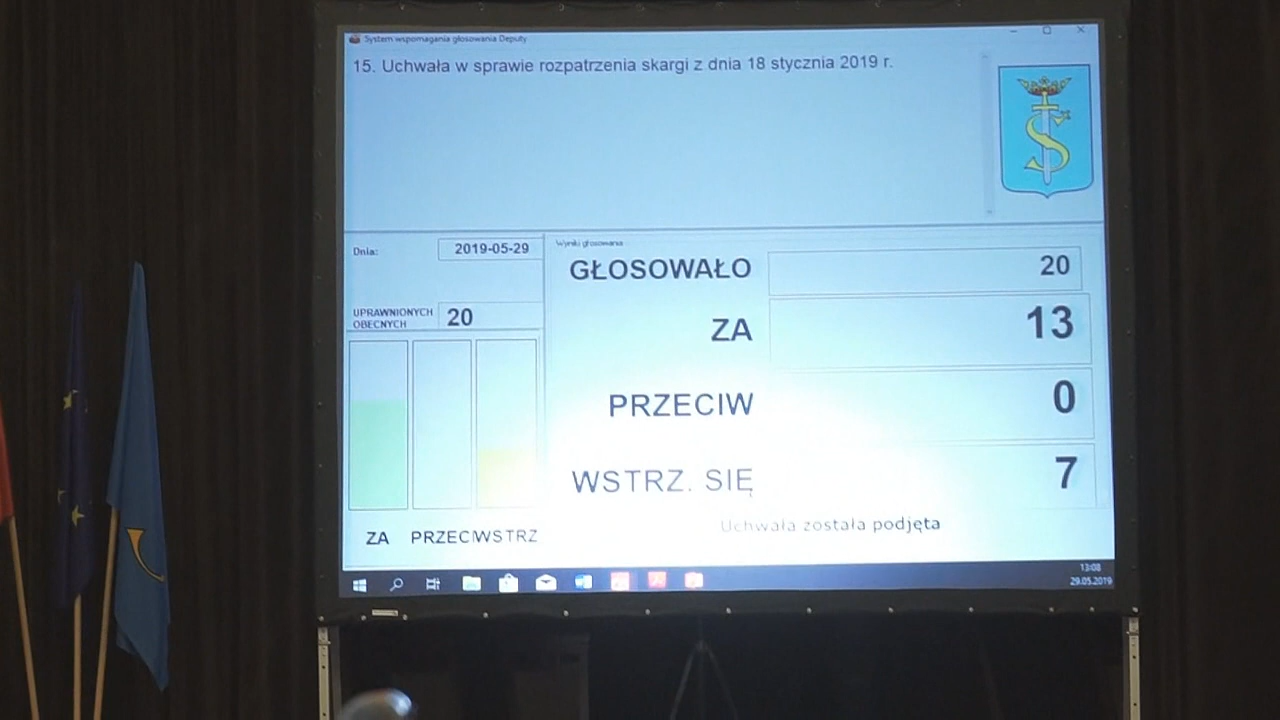 System wspomagania głosowania Deputy
15. Uchwała w sprawie rozpatrzenia skargi z dnia 18 stycznia 2019 r.
Dnia: 2019-05-29
UPRAWNIONYCH
OBECNYCH
20
Wyniki głosowania
GŁOSOWAŁO 20
ZA 13
PRZECIW 0
WSTRZ. SIĘ 7
Uchwała została podjęta
ZA PRZECIWSTRZ
13:08
29.05.2019